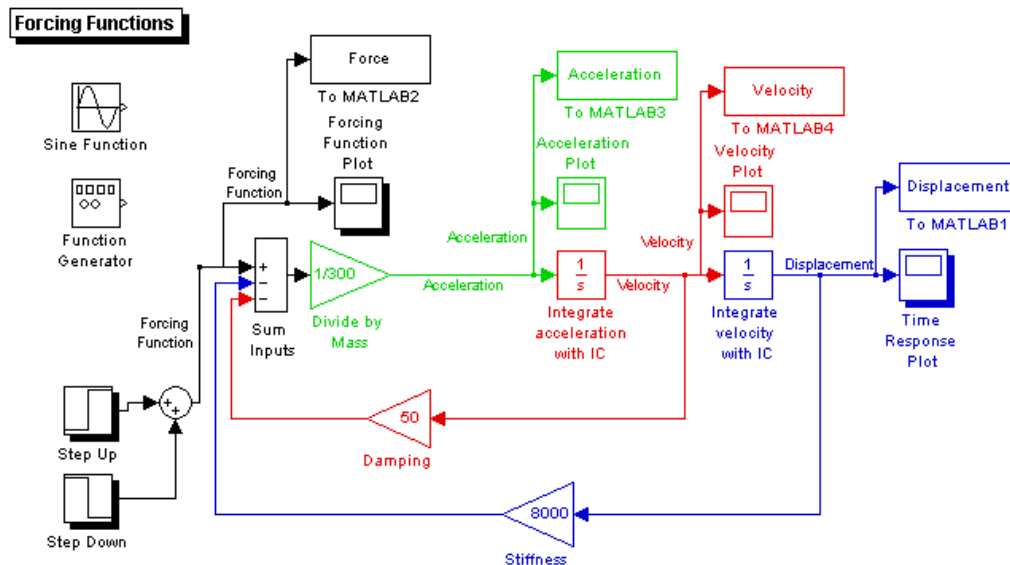 Forcing Functions
Force
To MATLAB2
Acceleration
To MATLAB3
Velocity
To MATLAB4
Sine Function
Forcing
Function
Plot
Acceleration
Plot
Velocity
Plot
Displacement
To MATLAB1
Forcing
Function
Function
Generator
Acceleration
Velocity
Displacement
+
−
−
1/300
Acceleration
1
s
Velocity
1
s
Sum
Inputs
Divide by
Mass
Integrate
acceleration
with IC
Integrate
velocity
with IC
Time
Response
Plot
Forcing
Function
+
+
Step Up
50
Damping
Step Down
8000
Stiffness